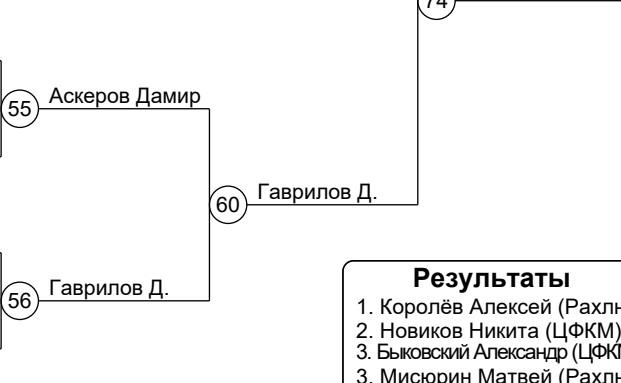 74
55 Аскеров Дамир
60 Гаврилов Д.
56 Гаврилов Д.
Результаты
1. Королёв Алексей
2. Новиков Никита (ЦФКМ)
3. Быковский Александр
3. Мисюрин Матвей